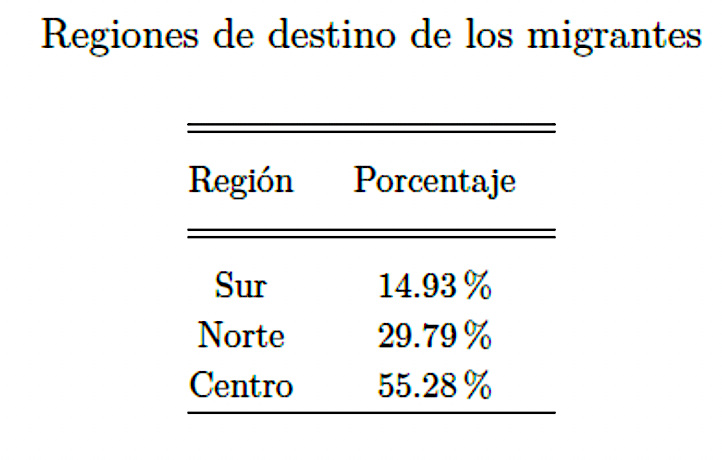 Regiones de destino de los migrantes
Región Porcentaje
Sur 14.93 %
Norte 29.79 %
Centro 55.28 %